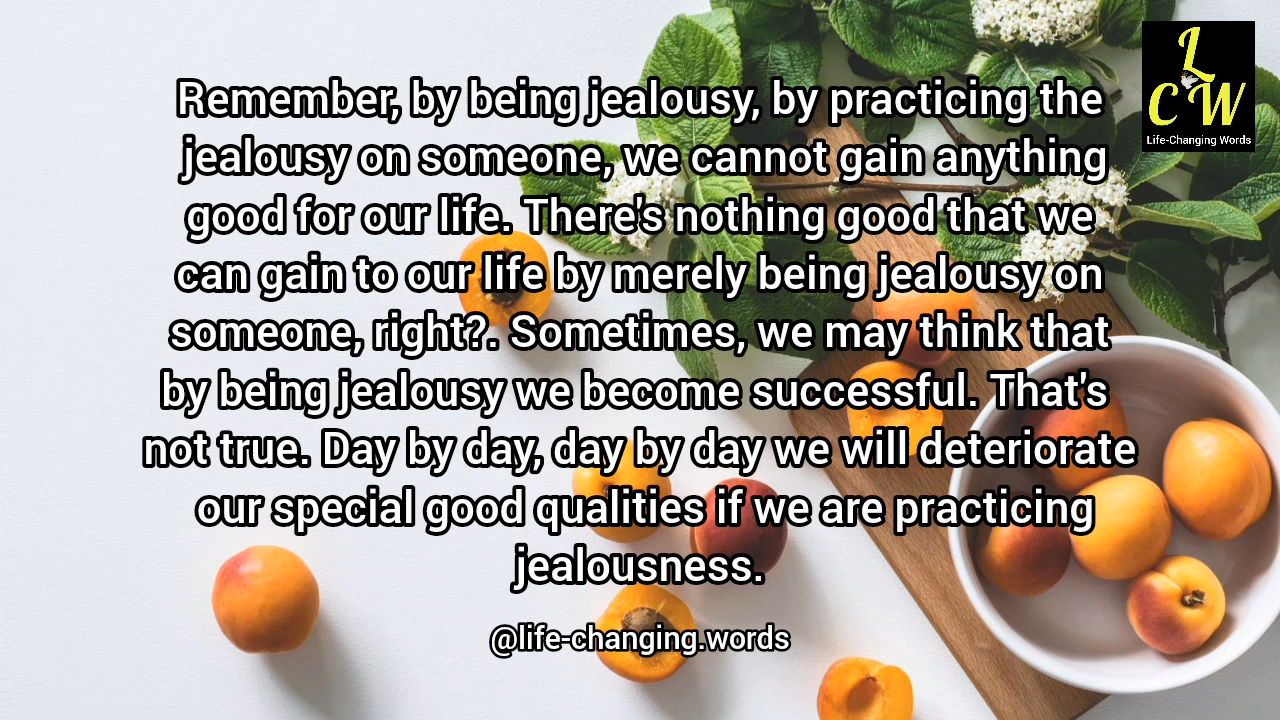 L
C W
Life-Changing Words
Remember, by being jealousy, by practicing the
jealousy on someone, we cannot gain anything
good for our life. There's nothing good that we
can gain to our life by merely being jealousy on
someone, right?. Sometimes, we may think that
by being jealousy we become successful. That's
not true. Day by day, day by day we will deteriorate
our special good qualities if we are practicing
jealousness.
@life-changing.words